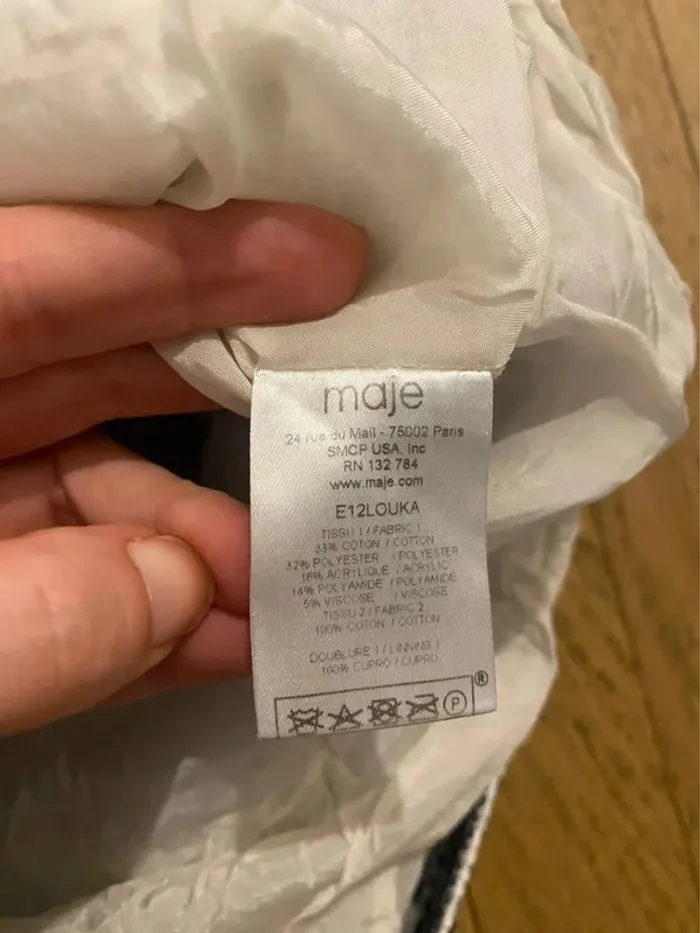 maje
24 rue du Mail - 75002 Paris
SMCP USA, Inc
RN 132 784
www.maje.com
E12LOUKA
TISSU 1 / FABRIC 1
33% COTON / COTTON
32% POLYESTER / POLYESTER
16% ACRYLIQUE / ACRYLIC
14% POLYAMIDE / POLYAMIDE
5% VISCOSE / VISCOSE
TISSU 2 / FABRIC 2
100% COTON / COTTON
DOUBLURE 1 / LINNING 1
100% CUPRO / CUPRO
®
P